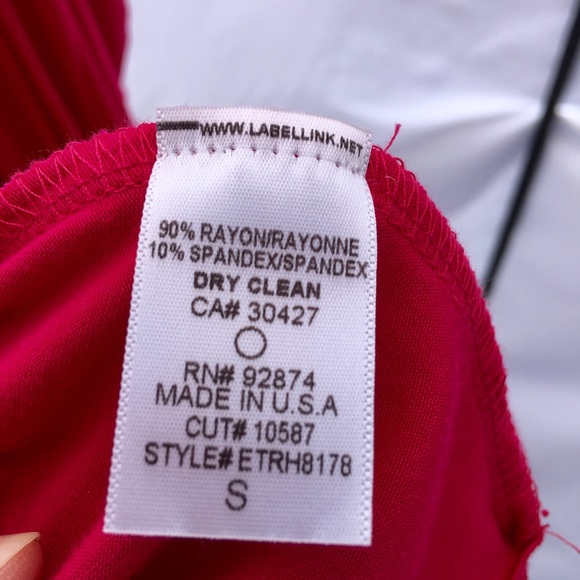 WWW.LABELLINK.NET
90% RAYON/RAYONNE
10% SPANDEX/SPANDEX
DRY CLEAN
CA# 30427
RN# 92874
MADE IN U.S.A
CUT# 10587
STYLE# ETRH8178
S